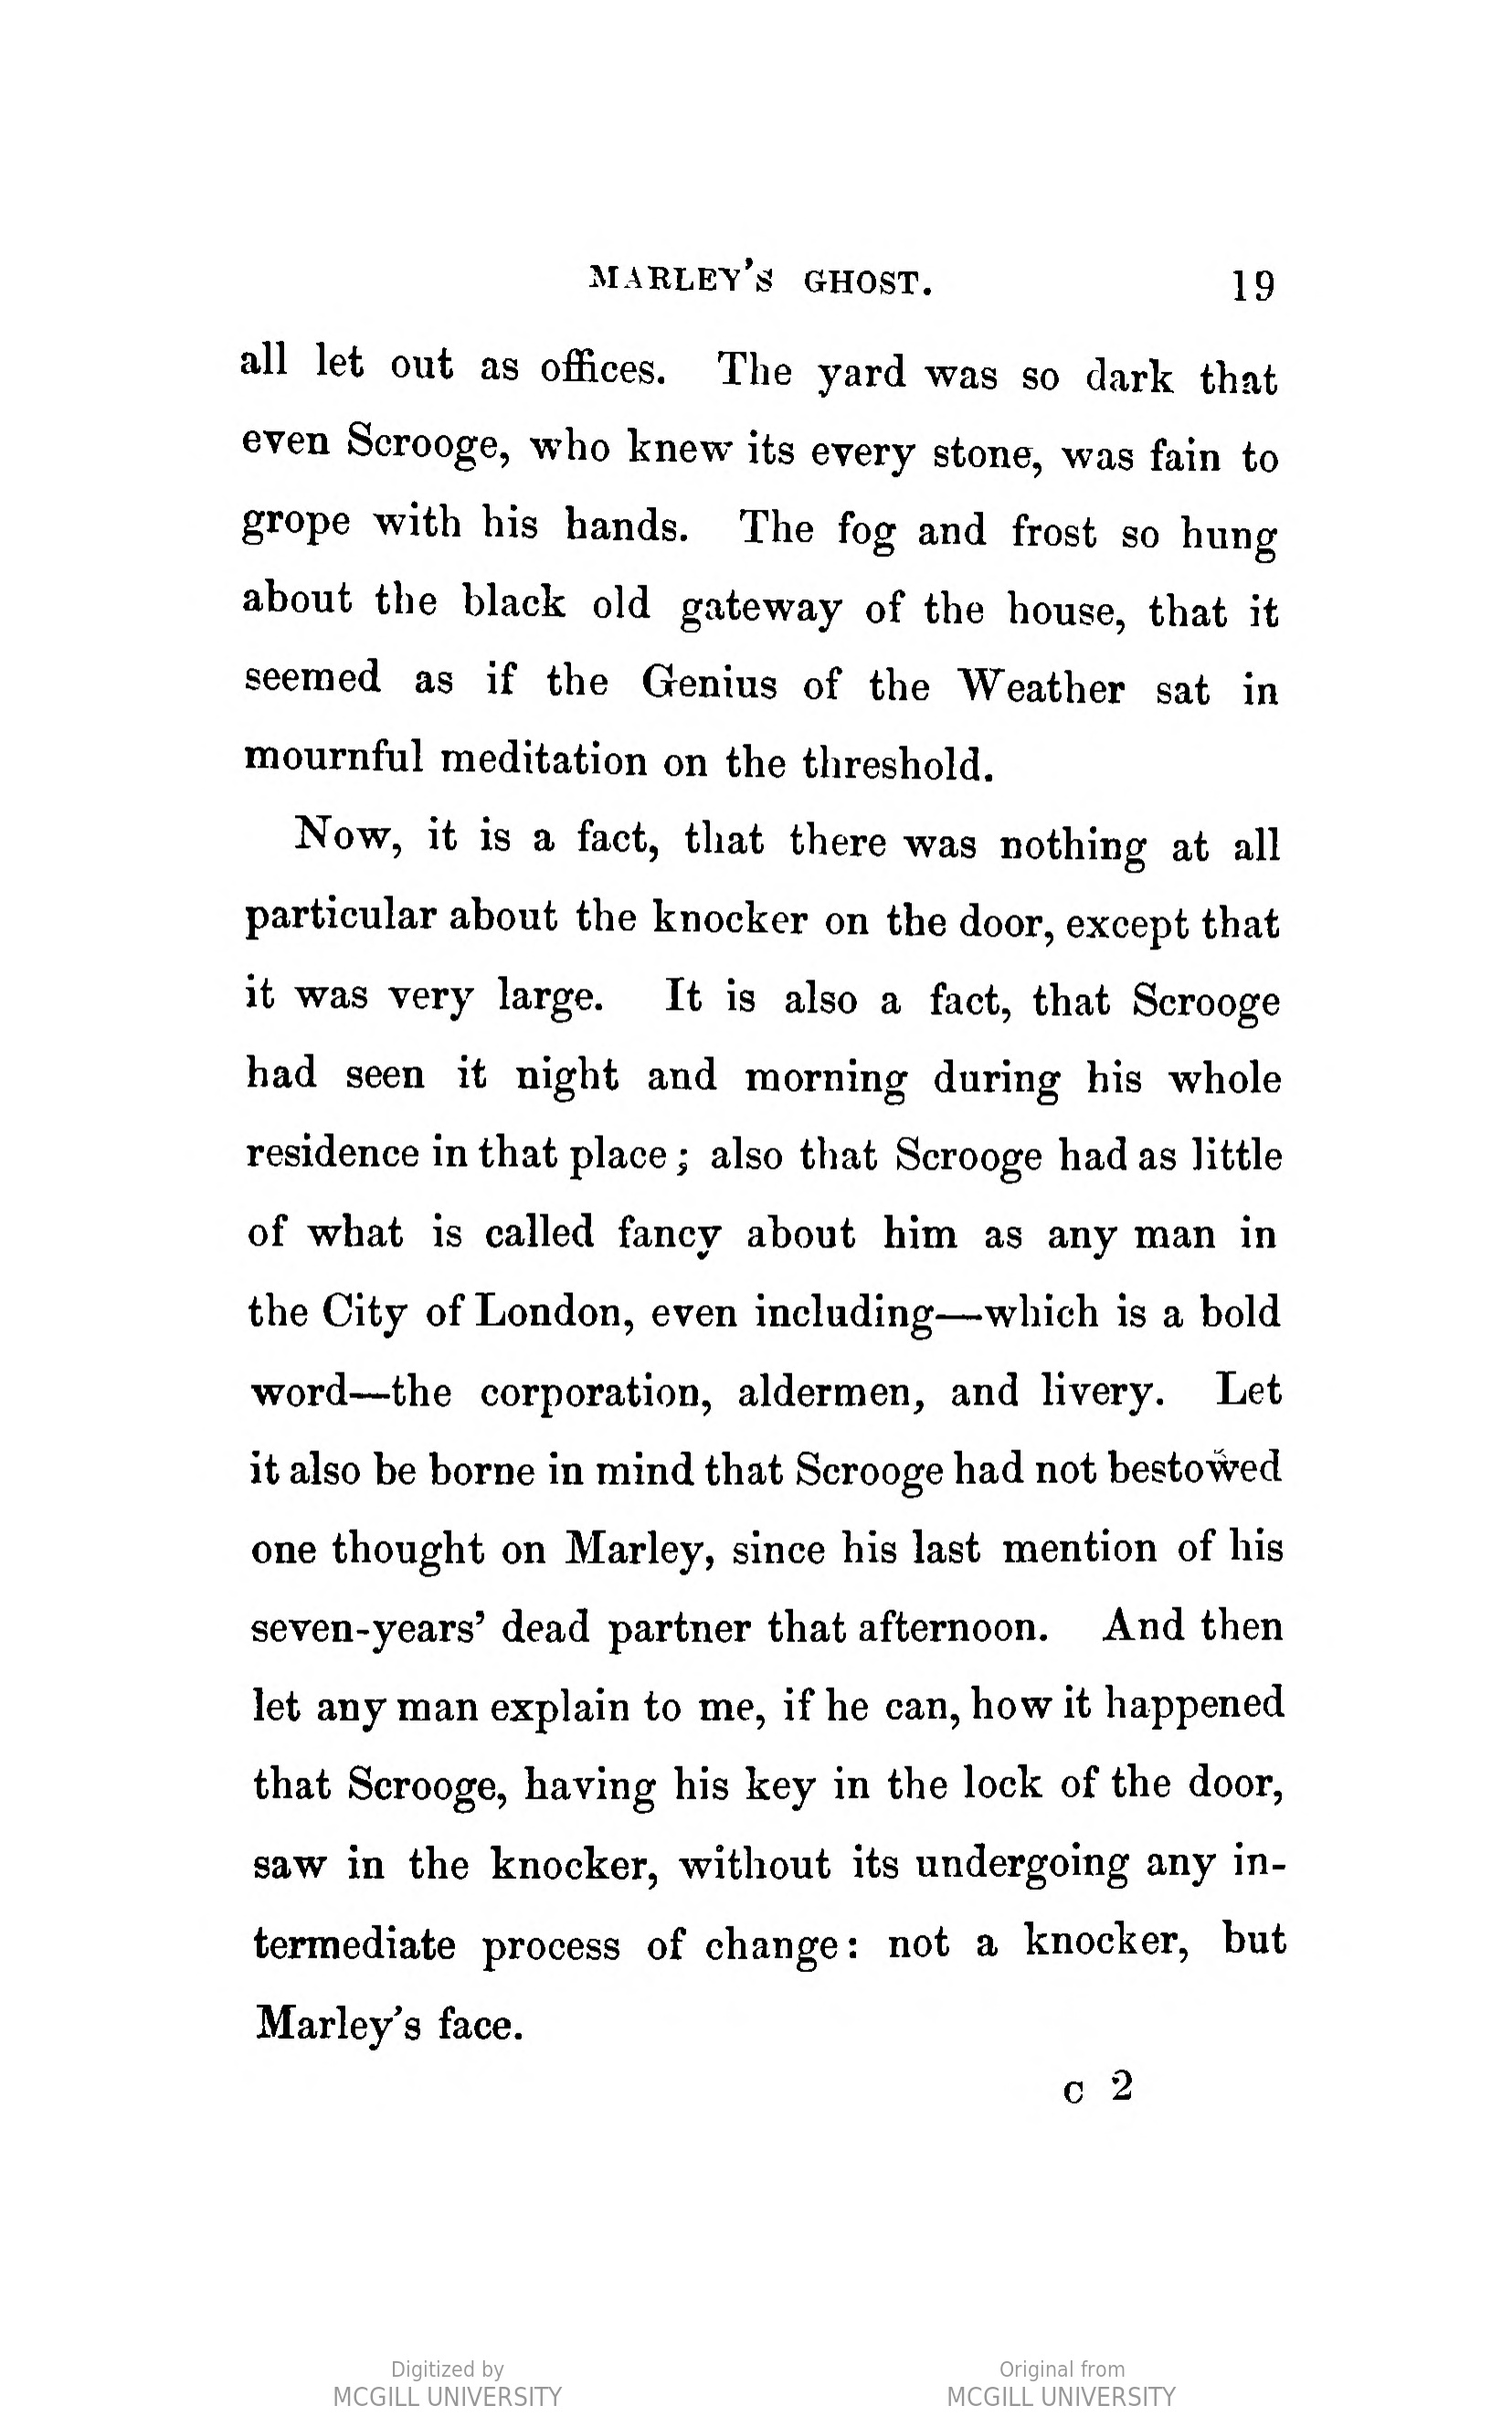 MARLEY'S GHOST. 19
all let out as offices. The yard was so dark that
even Scrooge, who knew its every stone, was fain to
grope with his hands. The fog and frost so hung
about the black old gateway of the house, that it
seemed as if the Genius of the Weather sat in
mournful meditation on the threshold.
Now, it is a fact, that there was nothing at all
particular about the knocker on the door, except that
it was very large. It is also a fact, that Scrooge
had seen it night and morning during his whole
residence in that place; also that Scrooge had as little
of what is called fancy about him as any man in
the City of London, even including—which is a bold
word—the corporation, aldermen, and livery. Let
it also be borne in mind that Scrooge had not bestowed
one thought on Marley, since his last mention of his
seven-years' dead partner that afternoon. And then
let any man explain to me, if he can, how it happened
that Scrooge, having his key in the lock of the door,
saw in the knocker, without its undergoing any in-
termediate process of change: not a knocker, but
Marley's face.
C 2
Digitized by
MCGILL UNIVERSITY
Original from
MCGILL UNIVERSITY